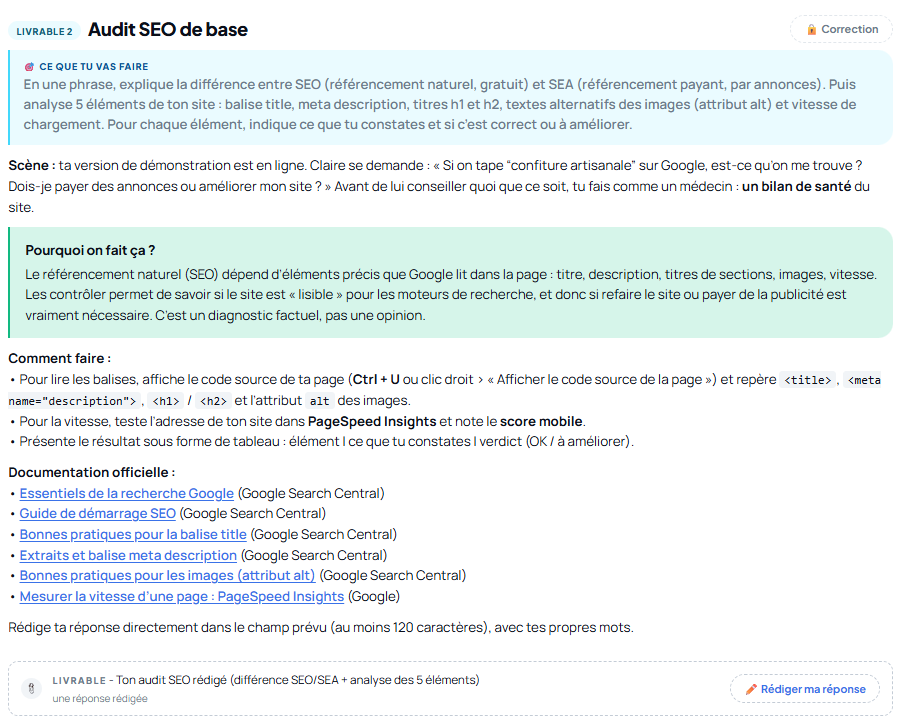 LIVRABLE 2 Audit SEO de base
🔒 Correction
🎯 CE QUE TU VAS FAIRE
En une phrase, explique la différence entre SEO (référencement naturel, gratuit) et SEA (référencement payant, par annonces). Puis
analyse 5 éléments de ton site : balise title, meta description, titres h1 et h2, textes alternatifs des images (attribut alt) et vitesse de
chargement. Pour chaque élément, indique ce que tu constates et si c'est correct ou à améliorer.
Scène : ta version de démonstration est en ligne. Claire se demande : « Si on tape “confiture artisanale” sur Google, est-ce qu'on me trouve ?
Dois-je payer des annonces ou améliorer mon site ? » Avant de lui conseiller quoi que ce soit, tu fais comme un médecin : un bilan de santé du
site.
Pourquoi on fait ça ?
Le référencement naturel (SEO) dépend d'éléments précis que Google lit dans la page : titre, description, titres de sections, images, vitesse.
Les contrôler permet de savoir si le site est « lisible » pour les moteurs de recherche, et donc si refaire le site ou payer de la publicité est
vraiment nécessaire. C'est un diagnostic factuel, pas une opinion.
Comment faire :
• Pour lire les balises, affiche le code source de ta page (Ctrl + U ou clic droit > « Afficher le code source de la page ») et repère <title> , <meta
name="description"> , <h1> / <h2> et l'attribut alt des images.
• Pour la vitesse, teste l'adresse de ton site dans PageSpeed Insights et note le score mobile.
• Présente le résultat sous forme de tableau : élément | ce que tu constates | verdict (OK / à améliorer).
Documentation officielle :
• Essentiels de la recherche Google (Google Search Central)
• Guide de démarrage SEO (Google Search Central)
• Bonnes pratiques pour la balise title (Google Search Central)
• Extraits et balise meta description (Google Search Central)
• Bonnes pratiques pour les images (attribut alt) (Google Search Central)
• Mesurer la vitesse d'une page : PageSpeed Insights (Google)
Rédige ta réponse directement dans le champ prévu (au moins 120 caractères), avec tes propres mots.
LIVRABLE - Ton audit SEO rédigé (différence SEO/SEA + analyse des 5 éléments)
une réponse rédigée
Rédiger ma réponse